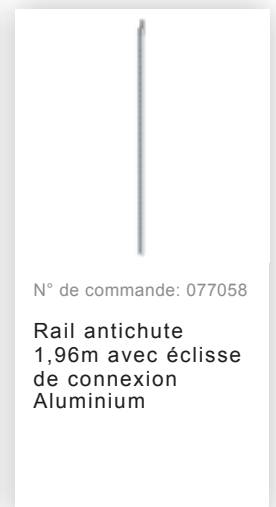 N° de commande: 077058
Rail antichute
1,96m avec éclisse
de connexion
Aluminium